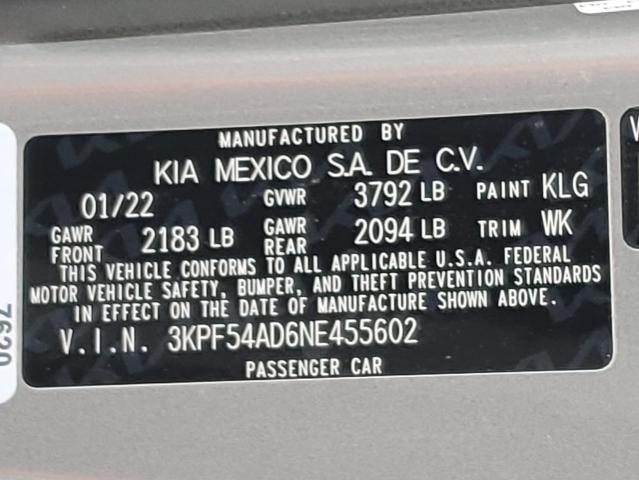 MANUFACTURED BY
KIA MEXICO S.A. DE C.V.
01/22 GVWR 3792 LB PAINT KLG
GAWR FRONT 2183 LB GAWR REAR 2094 LB TRIM WK
THIS VEHICLE CONFORMS TO ALL APPLICABLE U.S.A. FEDERAL
MOTOR VEHICLE SAFETY, BUMPER, AND THEFT PREVENTION STANDARDS
IN EFFECT ON THE DATE OF MANUFACTURE SHOWN ABOVE.
V.I.N. 3KPF54AD6NE455602
PASSENGER CAR
7620